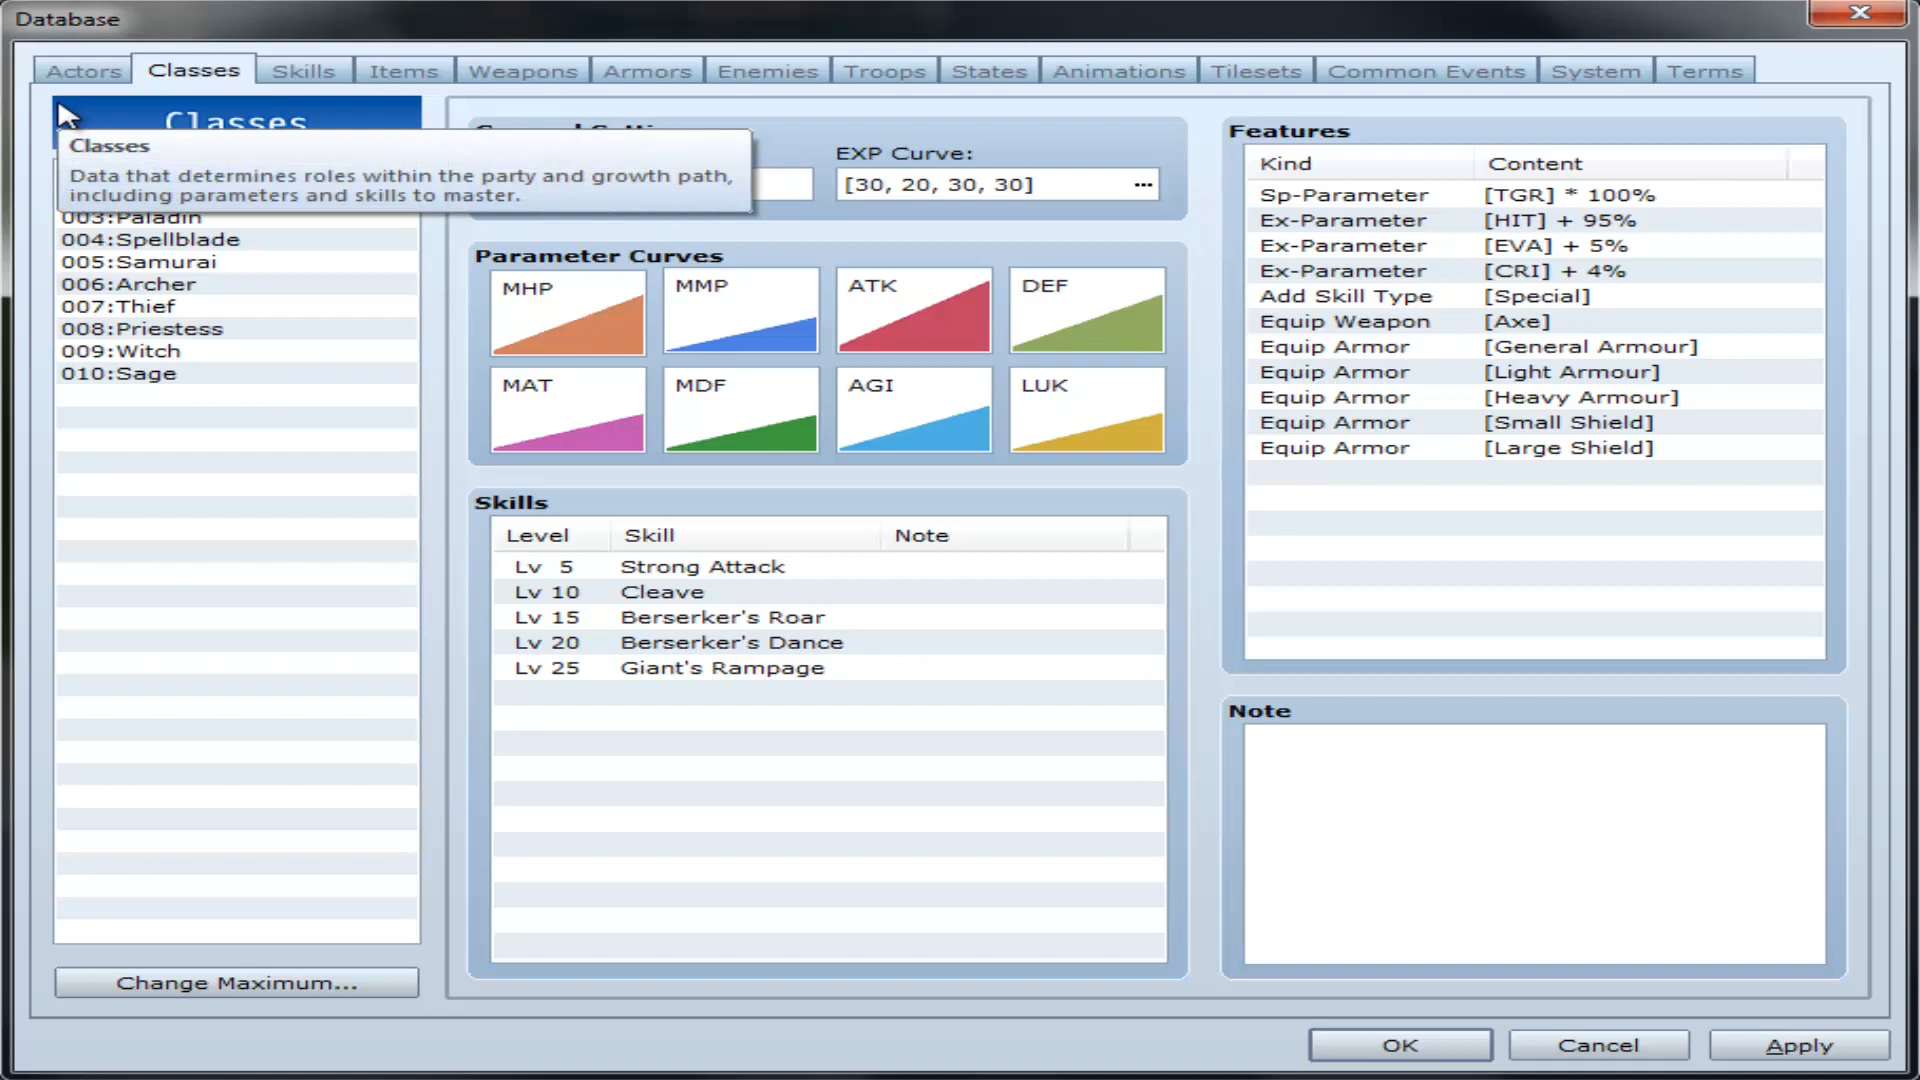 Database
Actors Classes Skills Items Weapons Armors Enemies Troops States Animations Tilesets Common Events System Terms
Classes
Classes
Data that determines roles within the party and growth path,
including parameters and skills to master.
003:Paladin
004:Spellblade
005:Samurai
006:Archer
007:Thief
008:Priestess
009:Witch
010:Sage
Change Maximum...
EXP Curve:
[30, 20, 30, 30] ...
Parameter Curves
MHP MMP ATK DEF
MAT MDF AGI LUK
Skills
Level Skill Note
Lv 5 Strong Attack
Lv 10 Cleave
Lv 15 Berserker's Roar
Lv 20 Berserker's Dance
Lv 25 Giant's Rampage
Features
Kind Content
Sp-Parameter [TGR] * 100%
Ex-Parameter [HIT] + 95%
Ex-Parameter [EVA] + 5%
Ex-Parameter [CRI] + 4%
Add Skill Type [Special]
Equip Weapon [Axe]
Equip Armor [General Armour]
Equip Armor [Light Armour]
Equip Armor [Heavy Armour]
Equip Armor [Small Shield]
Equip Armor [Large Shield]
Note
OK Cancel Apply